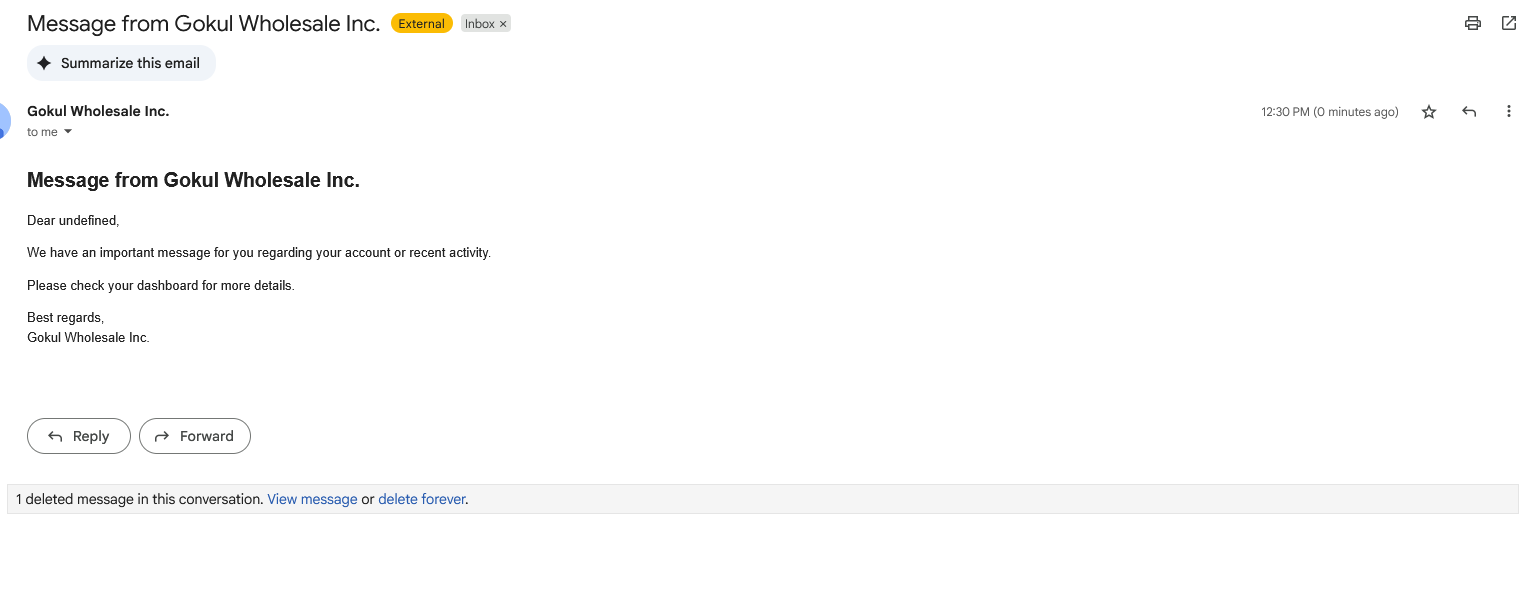 Message from Gokul Wholesale Inc. External Inbox ×
Summarize this email
Gokul Wholesale Inc. 12:30 PM (0 minutes ago)
to me
Message from Gokul Wholesale Inc.
Dear undefined,
We have an important message for you regarding your account or recent activity.
Please check your dashboard for more details.
Best regards,
Gokul Wholesale Inc.
Reply Forward
1 deleted message in this conversation. View message or delete forever.